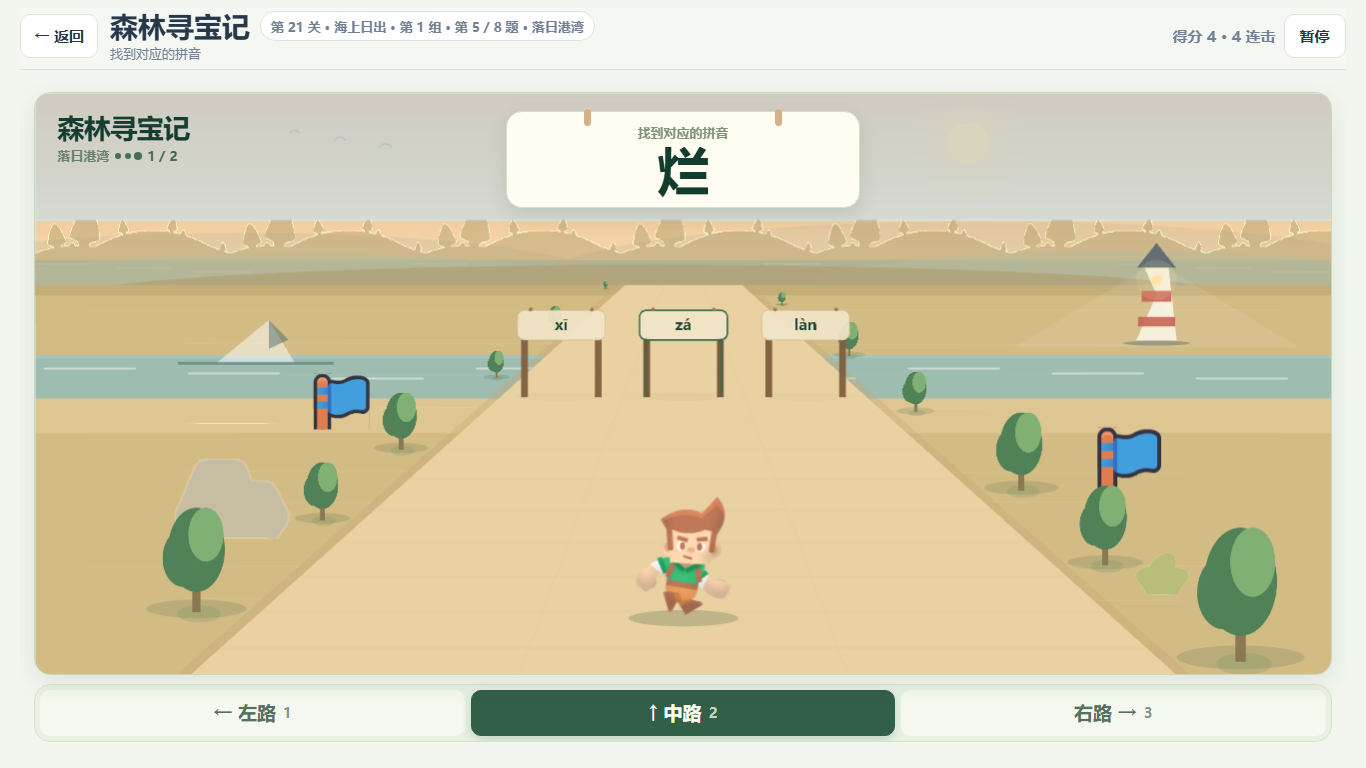 ← 返回
森林寻宝记
第 21 关 • 海上日出 • 第 1 组 • 第 5 / 8 题 • 落日港湾
找到对应的拼音
得分 4 • 4 连击
暂停
森林寻宝记
落日港湾 ●●● 1 / 2
找到对应的拼音
烂
xī
zá
làn
← 左路 1
↑ 中路 2
右路 → 3